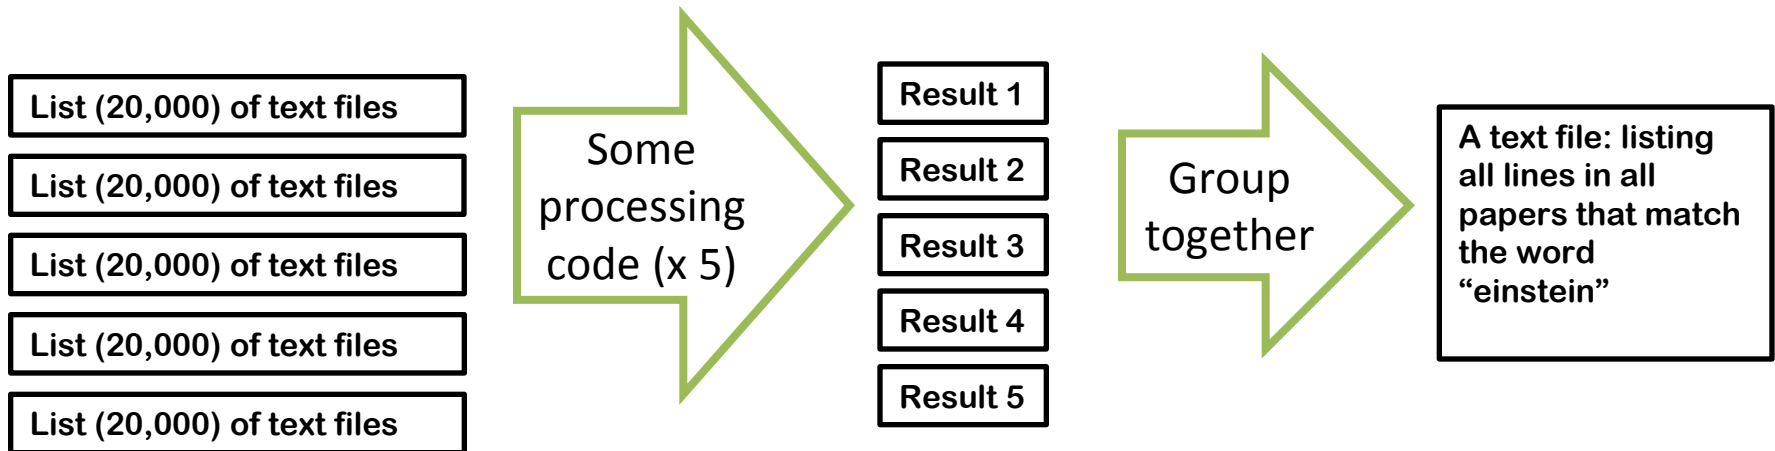 List (20,000) of text files
List (20,000) of text files
List (20,000) of text files
List (20,000) of text files
List (20,000) of text files
Some
processing
code (x 5)
Result 1
Result 2
Result 3
Result 4
Result 5
Group
together
A text file: listing
all lines in all
papers that match
the word
“einstein”